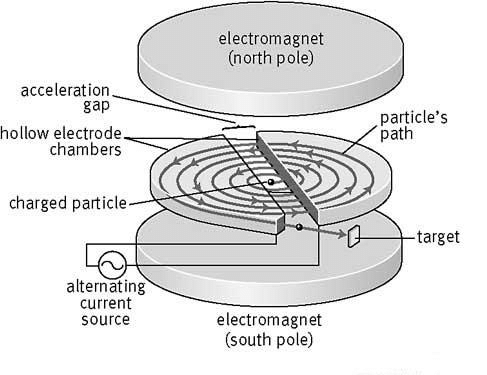 electromagnet
(north pole)
acceleration
gap
particle's
path
hollow electrode
chambers
charged particle
target
alternating
current
source
electromagnet
(south pole)